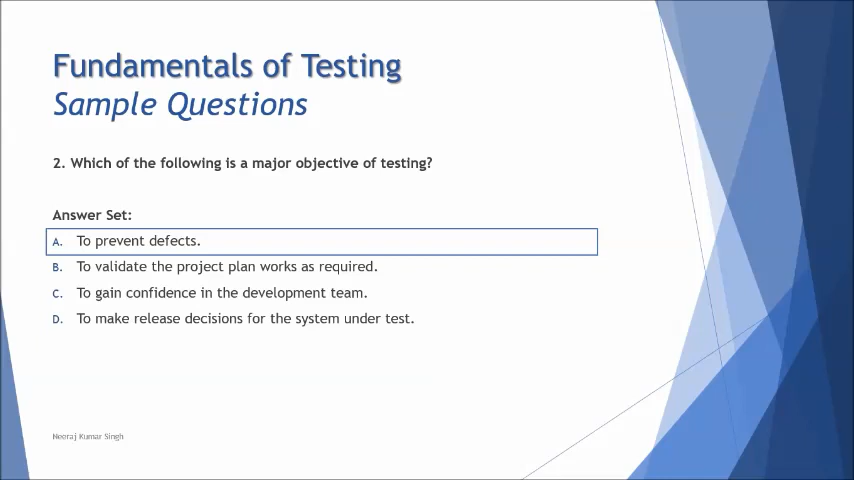 Fundamentals of Testing
Sample Questions
2. Which of the following is a major objective of testing?
Answer Set:
A. To prevent defects.
B. To validate the project plan works as required.
C. To gain confidence in the development team.
D. To make release decisions for the system under test.
Neeraj Kumar Singh